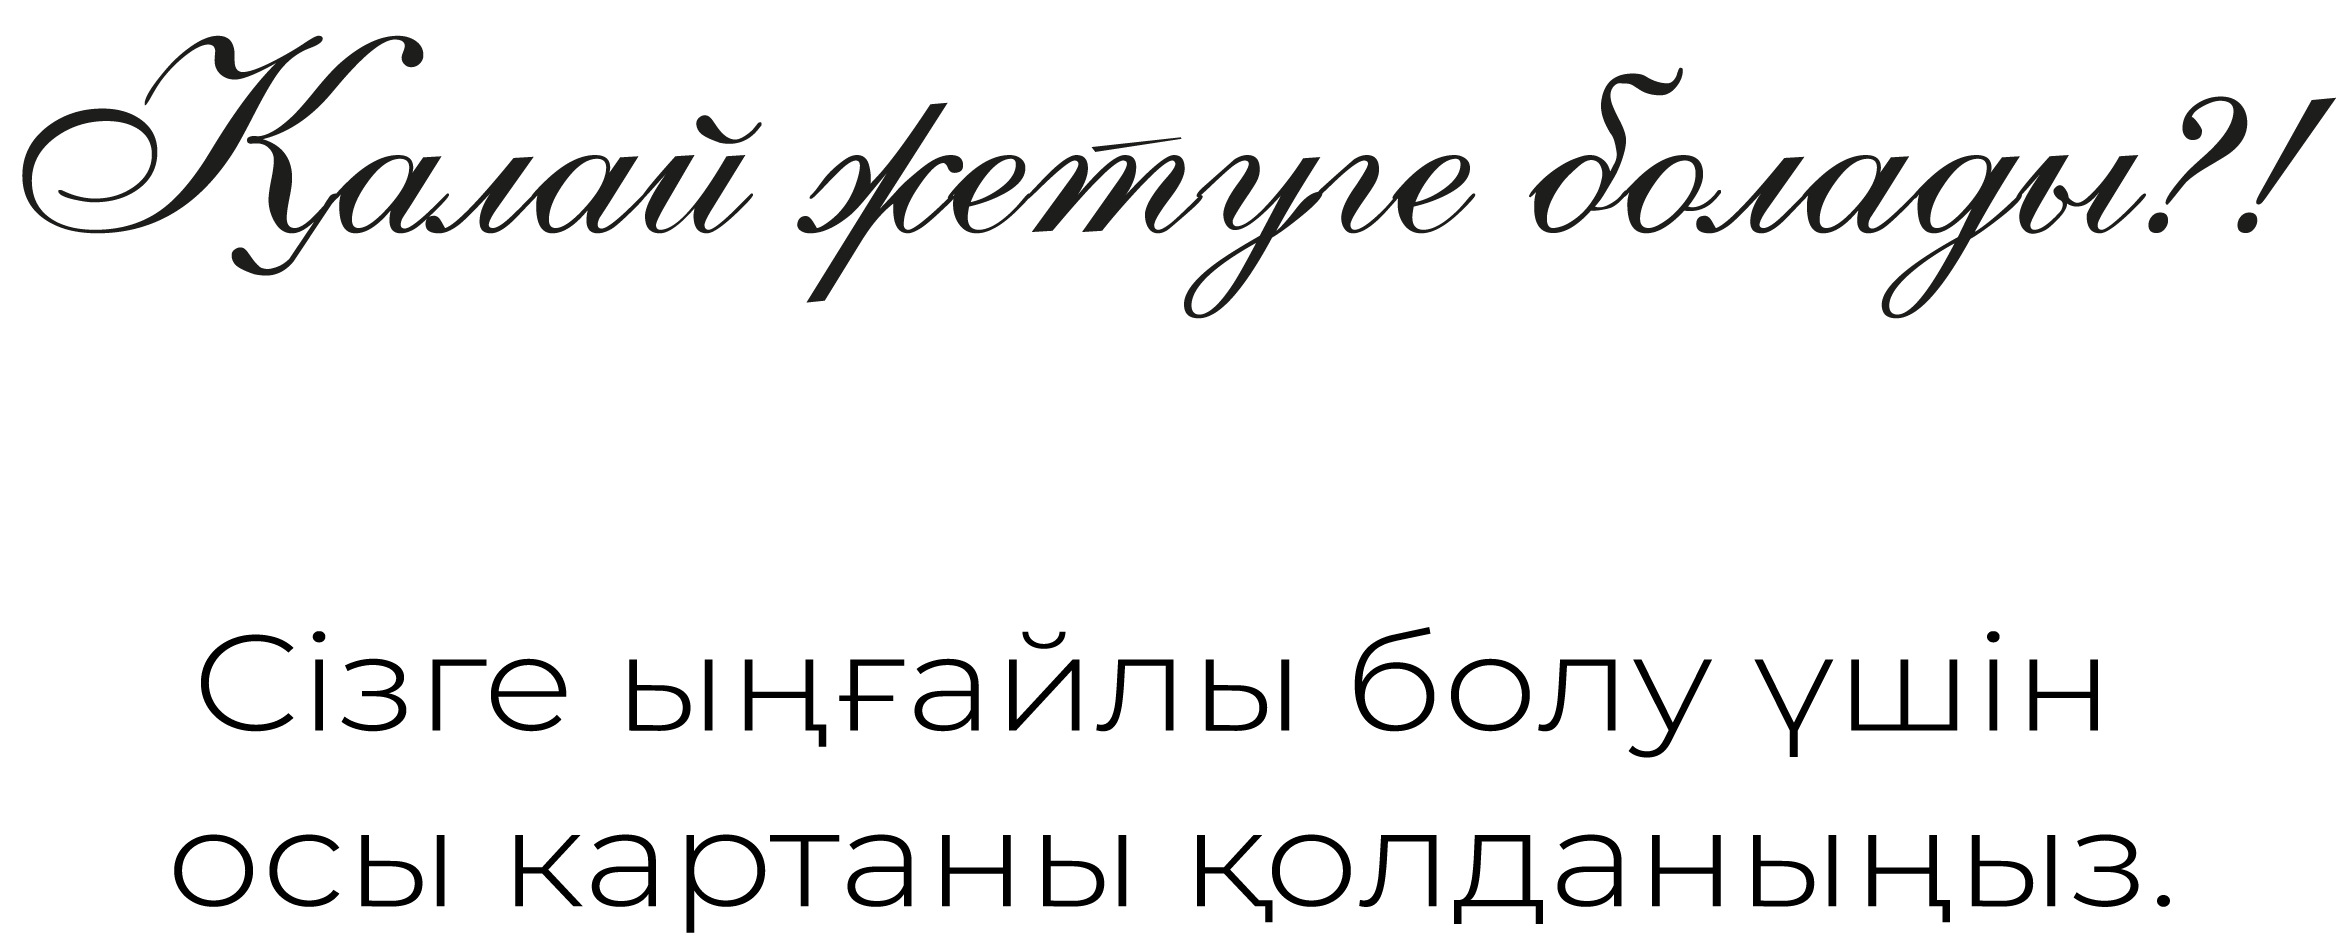 Қалай жетуге болады?!
Сізге ыңғайлы болу үшін
осы картаны қолданыңыз.